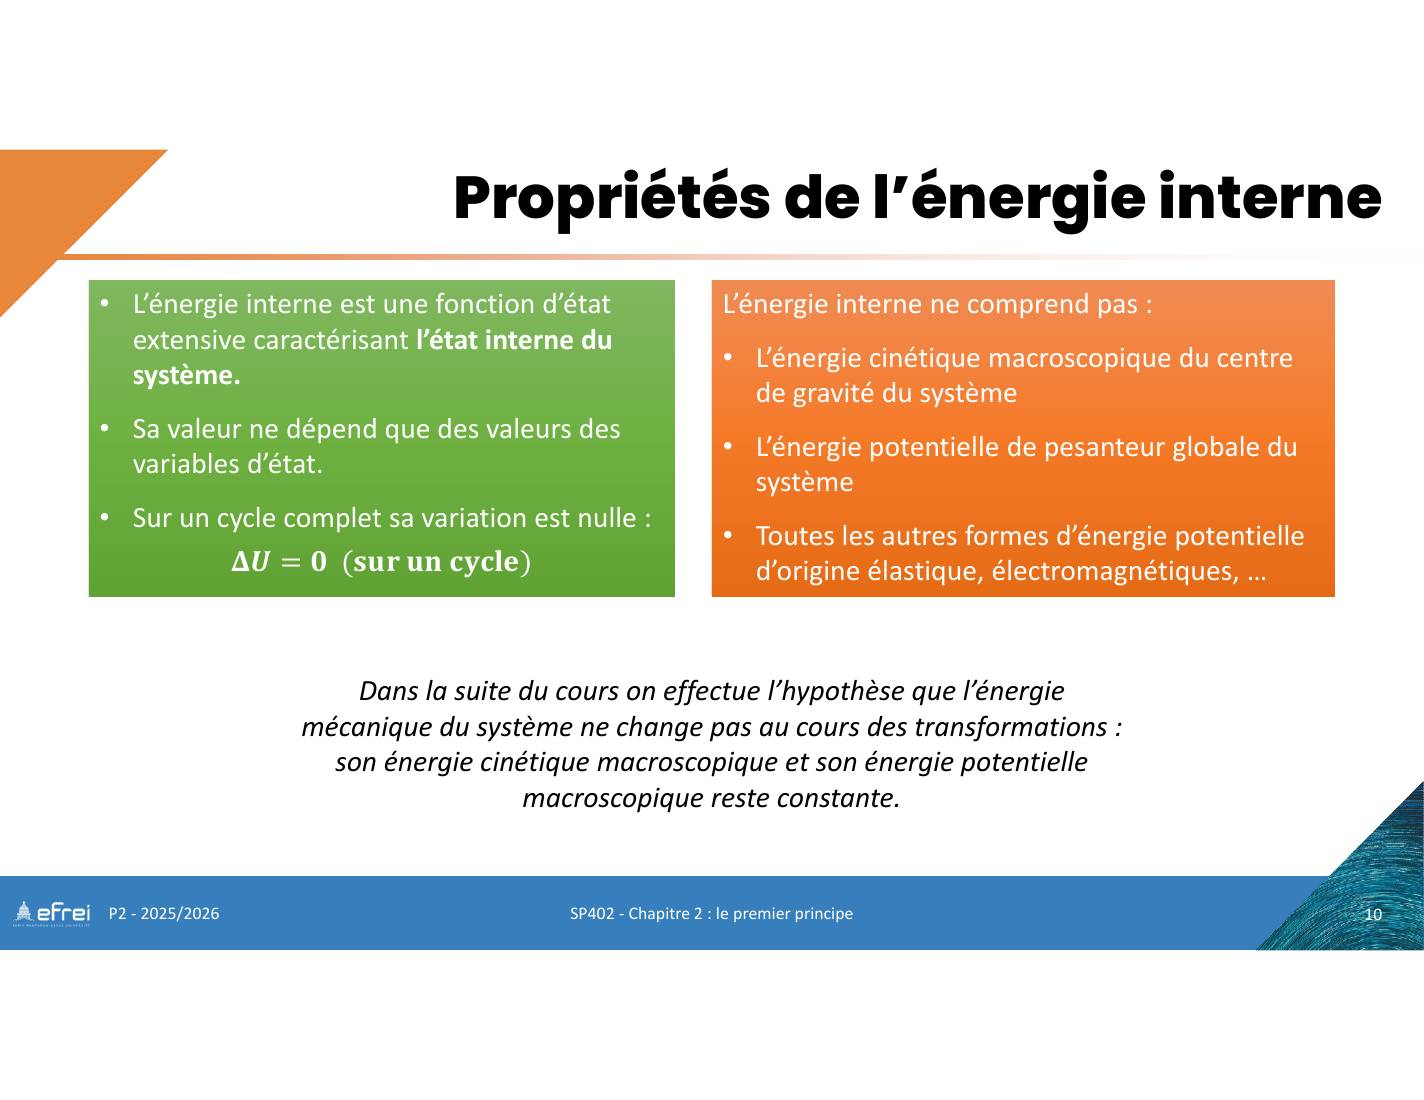 Propriétés de l’énergie interne
• L’énergie interne est une fonction d’état
extensive caractérisant l’état interne du
système.
• Sa valeur ne dépend que des valeurs des
variables d’état.
• Sur un cycle complet sa variation est nulle :
𝚫𝑼 = 𝟎 (sur un cycle)
L’énergie interne ne comprend pas :
• L’énergie cinétique macroscopique du centre
de gravité du système
• L’énergie potentielle de pesanteur globale du
système
• Toutes les autres formes d’énergie potentielle
d’origine élastique, électromagnétiques, …
Dans la suite du cours on effectue l’hypothèse que l’énergie
mécanique du système ne change pas au cours des transformations :
son énergie cinétique macroscopique et son énergie potentielle
macroscopique reste constante.
efrei
P2 - 2025/2026
SP402 - Chapitre 2 : le premier principe
10